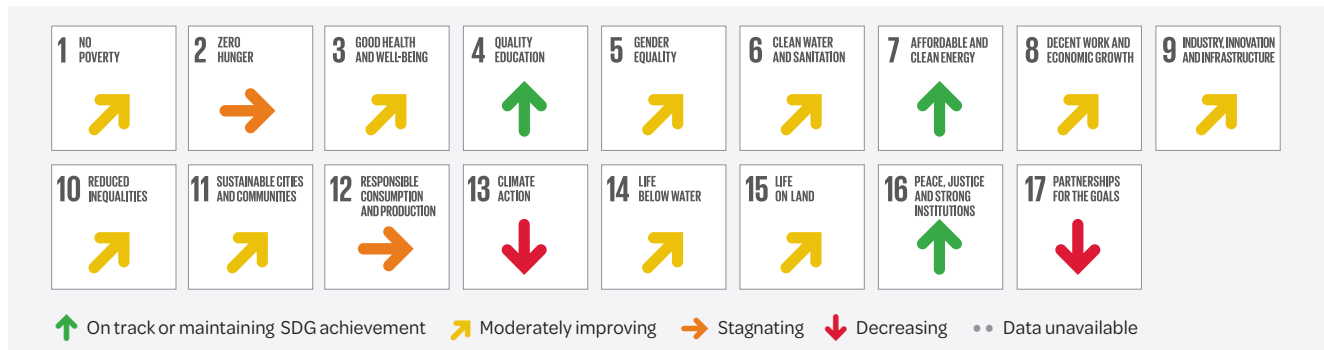 1 NO
POVERTY
2 ZERO
HUNGER
3 GOOD HEALTH
AND WELL-BEING
4 QUALITY
EDUCATION
5 GENDER
EQUALITY
6 CLEAN WATER
AND SANITATION
7 AFFORDABLE AND
CLEAN ENERGY
8 DECENT WORK AND
ECONOMIC GROWTH
9 INDUSTRY, INNOVATION
AND INFRASTRUCTURE
10 REDUCED
INEQUALITIES
11 SUSTAINABLE CITIES
AND COMMUNITIES
12 RESPONSIBLE
CONSUMPTION
AND PRODUCTION
13 CLIMATE
ACTION
14 LIFE
BELOW WATER
15 LIFE
ON LAND
16 PEACE, JUSTICE
AND STRONG
INSTITUTIONS
17 PARTNERSHIPS
FOR THE GOALS
On track or maintaining SDG achievement Moderately improving Stagnating Decreasing Data unavailable